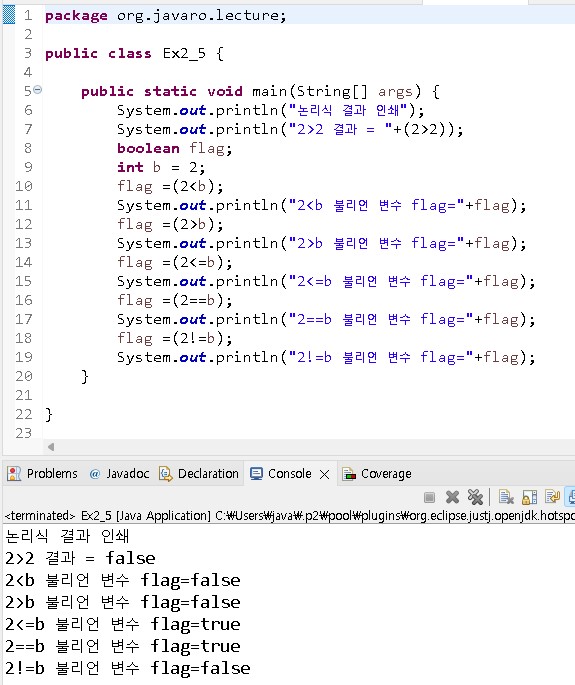 1 package org.javaro.lecture;
2
3 public class Ex2_5 {
4
5 public static void main(String[] args) {
6 System.out.println("논리식 결과 인쇄");
7 System.out.println("2>2 결과 = "+(2>2));
8 boolean flag;
9 int b = 2;
10 flag =(2<b);
11 System.out.println("2<b 불리언 변수 flag="+flag);
12 flag =(2>b);
13 System.out.println("2>b 불리언 변수 flag="+flag);
14 flag =(2<=b);
15 System.out.println("2<=b 불리언 변수 flag="+flag);
16 flag =(2==b);
17 System.out.println("2==b 불리언 변수 flag="+flag);
18 flag =(2!=b);
19 System.out.println("2!=b 불리언 변수 flag="+flag);
20 }
21
22 }
23
Problems @ Javadoc Declaration Console Coverage
<terminated> Ex2_5 [Java Application] C:₩Users₩java₩.p2₩pool₩plugins₩org.eclipse.justj.openjdk.hotspo
논리식 결과 인쇄
2>2 결과 = false
2<b 불리언 변수 flag=false
2>b 불리언 변수 flag=false
2<=b 불리언 변수 flag=true
2==b 불리언 변수 flag=true
2!=b 불리언 변수 flag=false